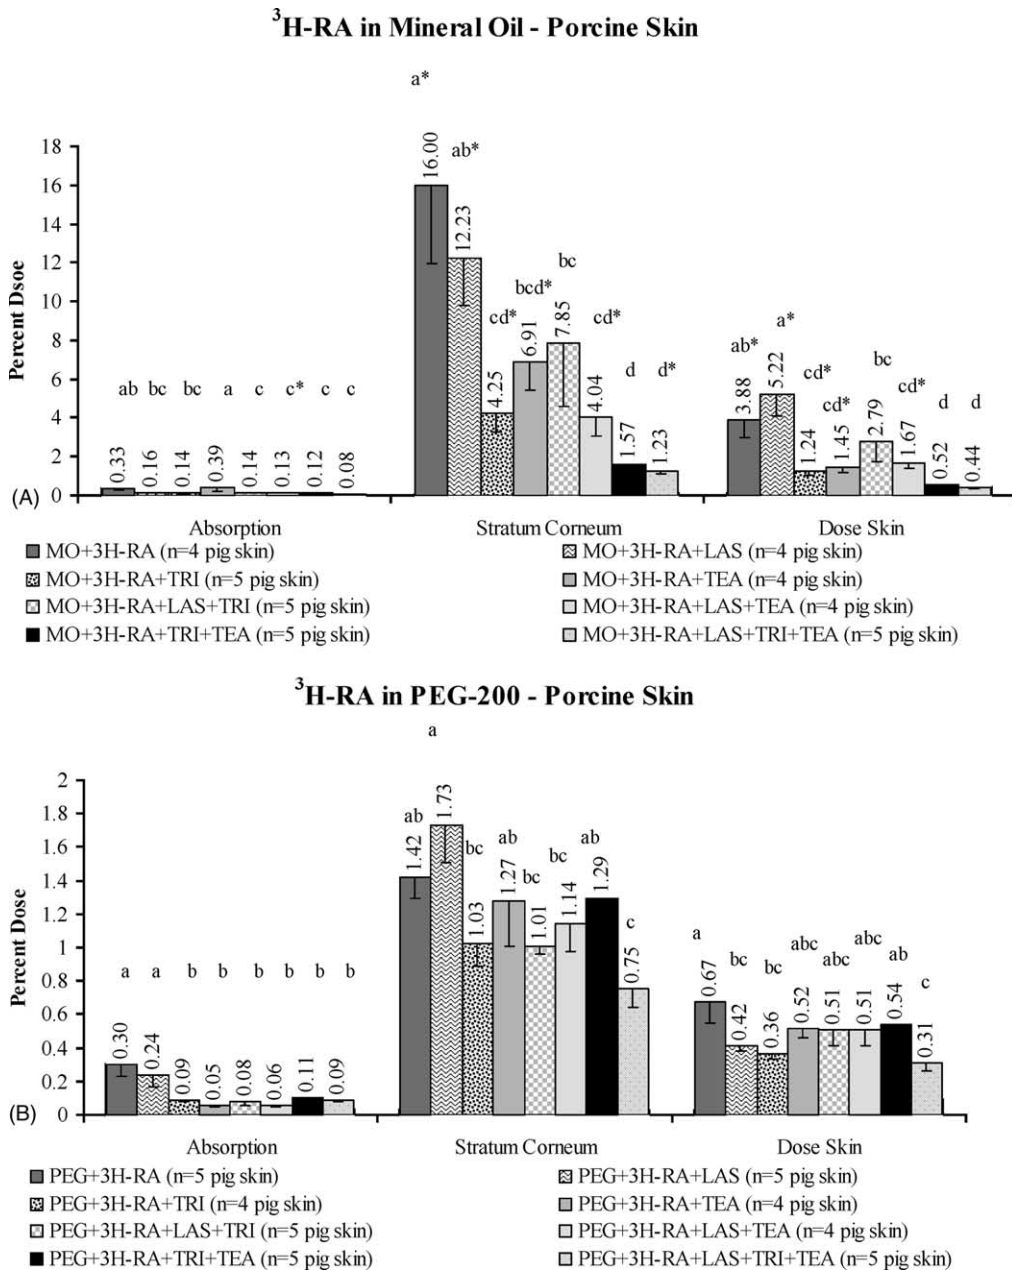 ³H-RA in Mineral Oil - Porcine Skin
a*
ab*
bcd*
bc
cd*
cd*
d
d*
ab*
a*
cd*
cd*
bc
cd*
d
d
ab bc bc a c c* c c
Percent Dsoe
18
16
14
12
10
8
6
4
2
0
0.33 0.16 0.14 0.39 0.14 0.13 0.12 0.08
16.00 12.23 4.25 6.91 7.85 4.04 1.57 1.23
3.88 5.22 1.24 1.45 2.79 1.67 0.52 0.44
(A)
Absorption Stratum Corneum Dose Skin
MO+3H-RA (n=4 pig skin) MO+3H-RA+LAS (n=4 pig skin)
MO+3H-RA+TRI (n=5 pig skin) MO+3H-RA+TEA (n=4 pig skin)
MO+3H-RA+LAS+TRI (n=5 pig skin) MO+3H-RA+LAS+TEA (n=4 pig skin)
MO+3H-RA+TRI+TEA (n=5 pig skin) MO+3H-RA+LAS+TRI+TEA (n=5 pig skin)
³H-RA in PEG-200 - Porcine Skin
a
ab
bc
ab
bc
bc
ab
c
a
bc
bc
abc
abc
abc
ab
c
a a b b b b b b
Percent Dose
2
1.8
1.6
1.4
1.2
1
0.8
0.6
0.4
0.2
0
0.30 0.24 0.09 0.05 0.08 0.06 0.11 0.09
1.42 1.73 1.03 1.27 1.01 1.14 1.29 0.75
0.67 0.42 0.36 0.52 0.51 0.51 0.54 0.31
(B)
Absorption Stratum Corneum Dose Skin
PEG+3H-RA (n=5 pig skin) PEG+3H-RA+LAS (n=5 pig skin)
PEG+3H-RA+TRI (n=4 pig skin) PEG+3H-RA+TEA (n=4 pig skin)
PEG+3H-RA+LAS+TRI (n=5 pig skin) PEG+3H-RA+LAS+TEA (n=4 pig skin)
PEG+3H-RA+TRI+TEA (n=5 pig skin) PEG+3H-RA+LAS+TRI+TEA (n=5 pig skin)